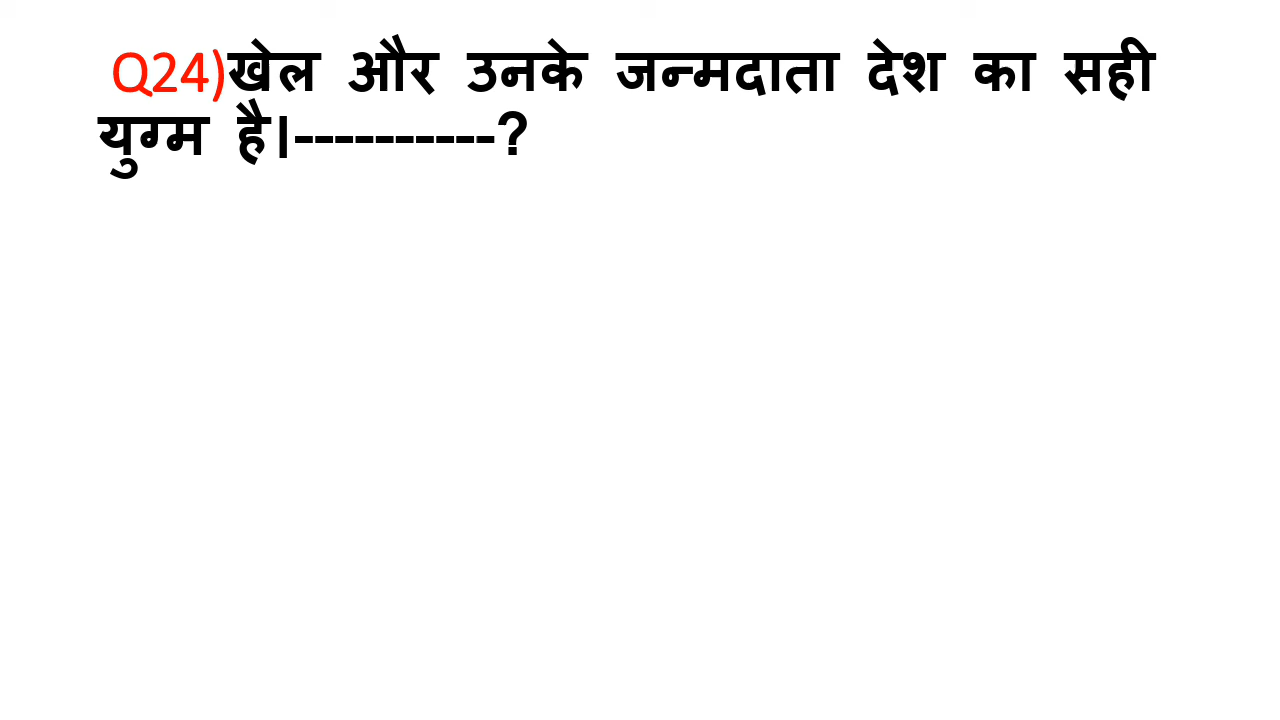 Q24)खेल और उनके जन्मदाता देश का सही
युग्म है।----------?